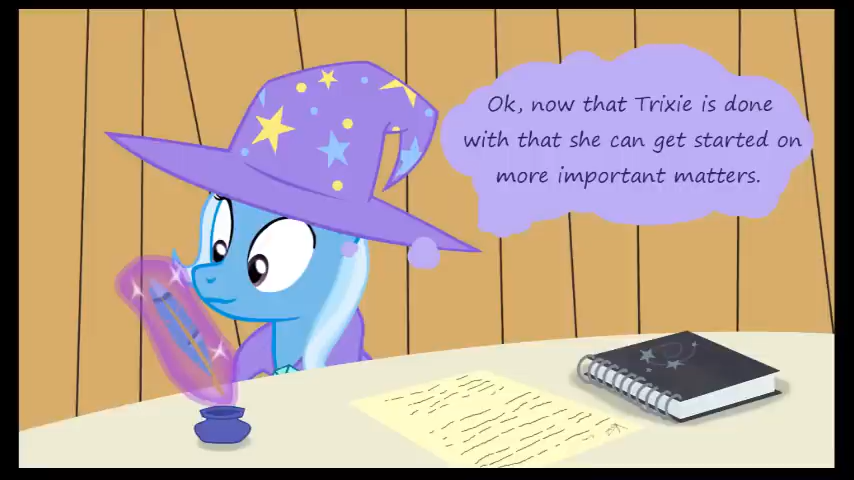 Ok, now that Trixie is done
with that she can get started on
more important matters.